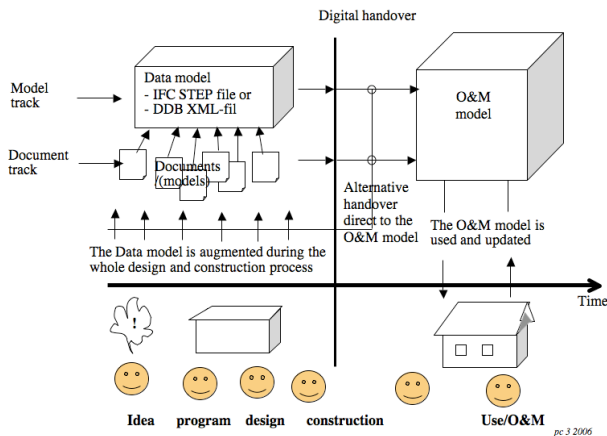 Digital handover
Model
track
Data model
- IFC STEP file or
- DDB XML-fil
O&M
model
Document
track
Documents
/(models)
Alternative
handover
direct to the
O&M model
The O&M model is
used and updated
The Data model is augmented during the
whole design and construction process
Time
!
Idea program design construction Use/O&M
pc 3 2006